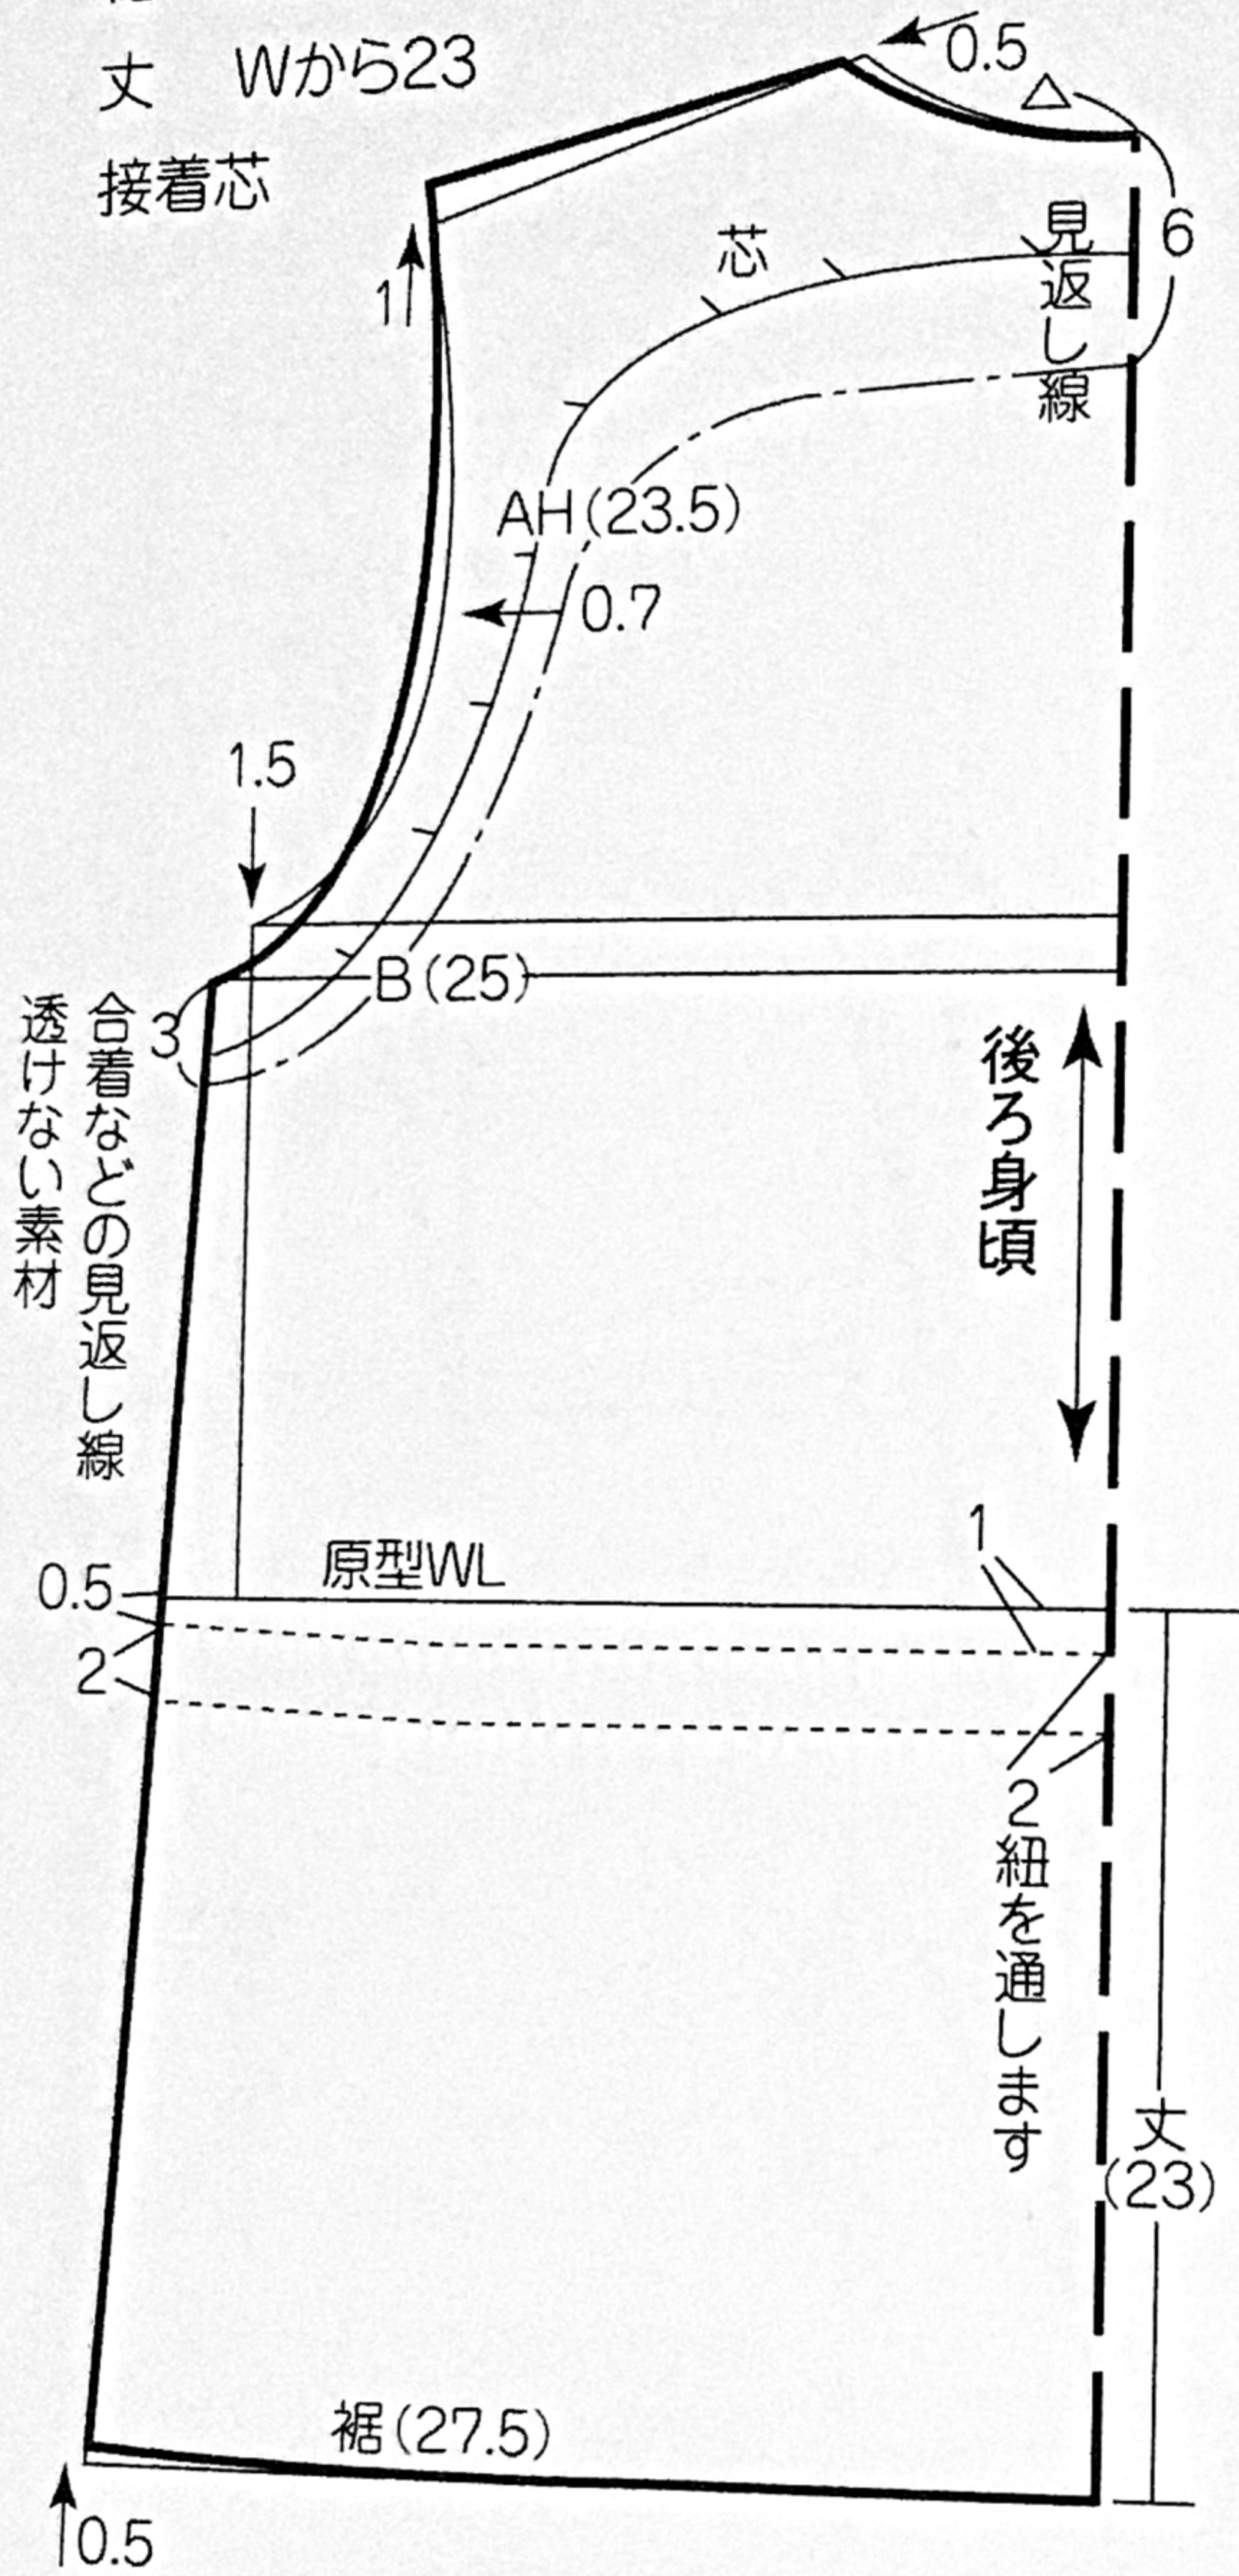 丈 Wから23
接着芯
0.5
△
6
見返し線
芯
1
AH(23.5)
0.7
1.5
B(25)
3
合着などの見返し線
透けない素材
後ろ身頃
1
原型WL
0.5
2
2
紐を通します
丈
(23)
裾(27.5)
0.5